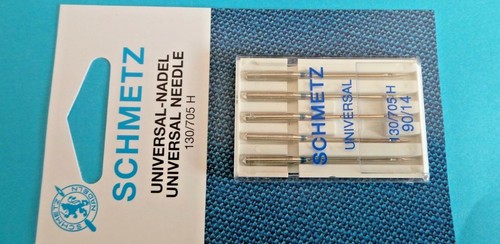 SCHMETZ
UNIVERSAL-NADEL
UNIVERSAL NEEDLE
130/705 H
SCHMETZ
UNIVERSAL
130/705 H
90/14